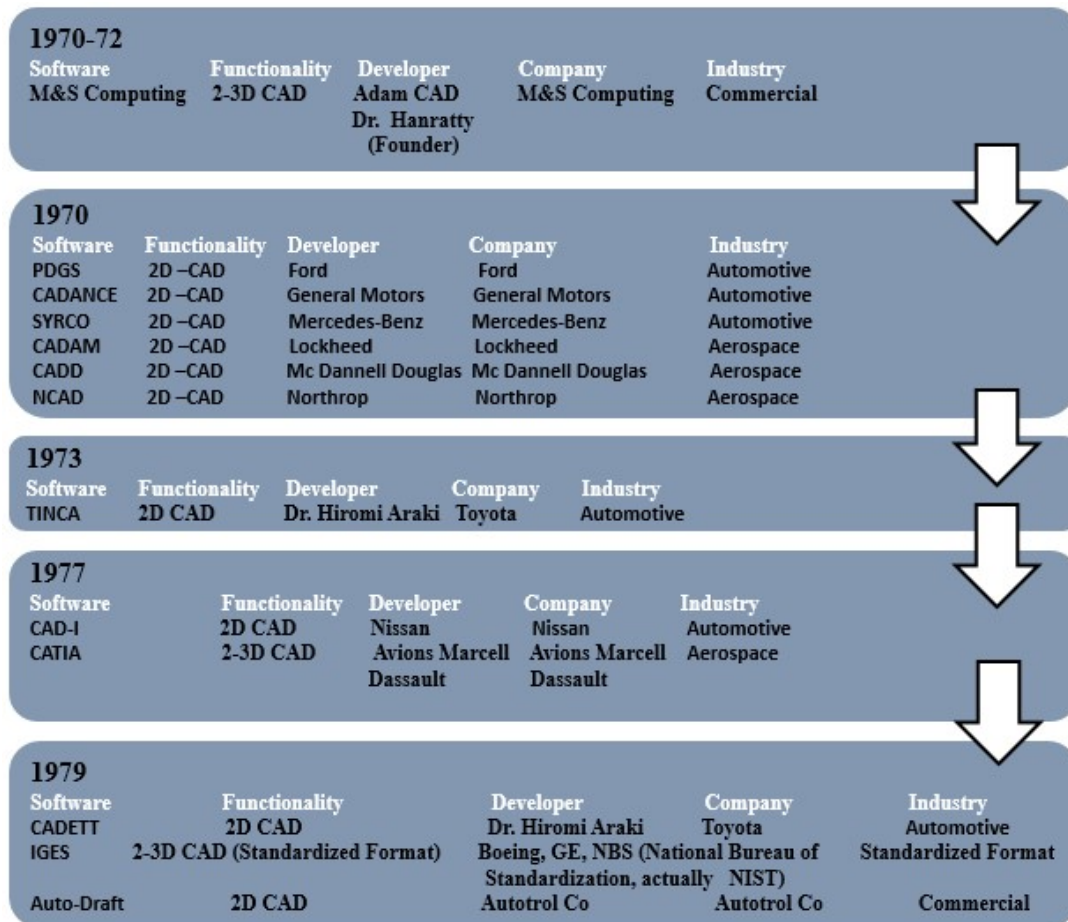 1970-72
Software Functionality Developer Company Industry
M&S Computing 2-3D CAD Adam CAD M&S Computing Commercial
Dr. Hanratty
(Founder)
1970
Software Functionality Developer Company Industry
PDGS 2D –CAD Ford Ford Automotive
CADANCE 2D –CAD General Motors General Motors Automotive
SYRCO 2D –CAD Mercedes-Benz Mercedes-Benz Automotive
CADAM 2D –CAD Lockheed Lockheed Aerospace
CADD 2D –CAD Mc Dannell Douglas Mc Dannell Douglas Aerospace
NCAD 2D –CAD Northrop Northrop Aerospace
1973
Software Functionality Developer Company Industry
TINCA 2D CAD Dr. Hiromi Araki Toyota Automotive
1977
Software Functionality Developer Company Industry
CAD-I 2D CAD Nissan Nissan Automotive
CATIA 2-3D CAD Avions Marcell Avions Marcell Aerospace
Dassault Dassault
1979
Software Functionality Developer Company Industry
CADETT 2D CAD Dr. Hiromi Araki Toyota Automotive
IGES 2-3D CAD (Standardized Format) Boeing, GE, NBS (National Bureau of Standardized Format
Standardization, actually NIST)
Auto-Draft 2D CAD Autotrol Co Autotrol Co Commercial